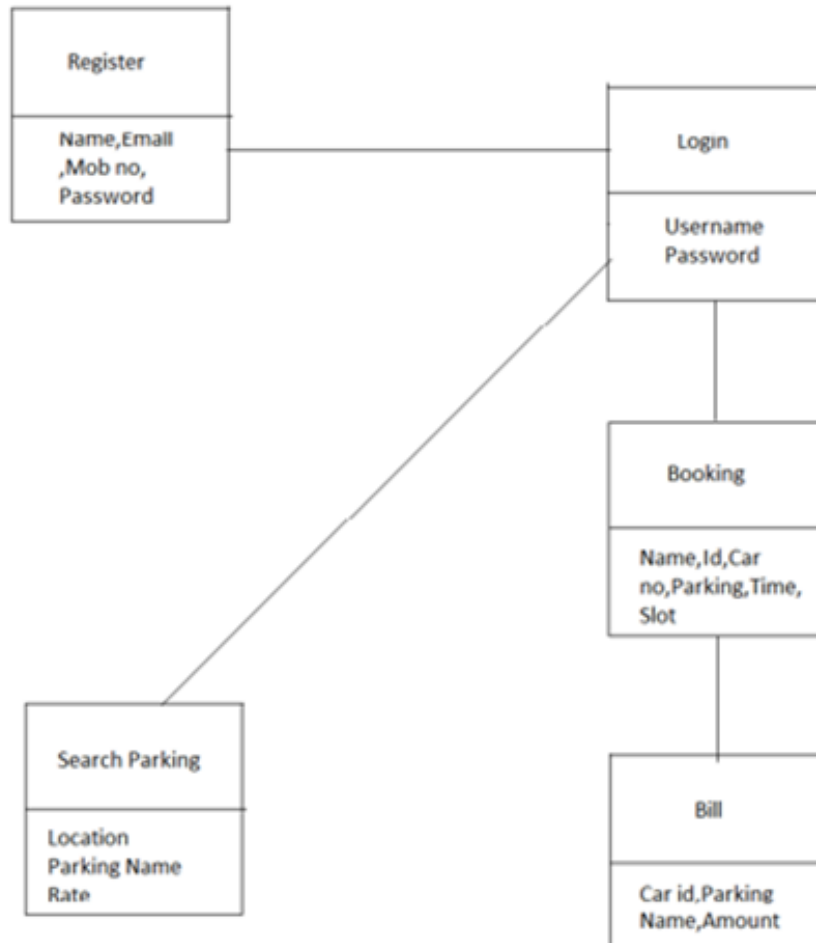 Register
Name,Email
,Mob no,
Password
Login
Username
Password
Booking
Name,Id,Car
no,Parking,Time,
Slot
Search Parking
Location
Parking Name
Rate
Bill
Car id,Parking
Name,Amount